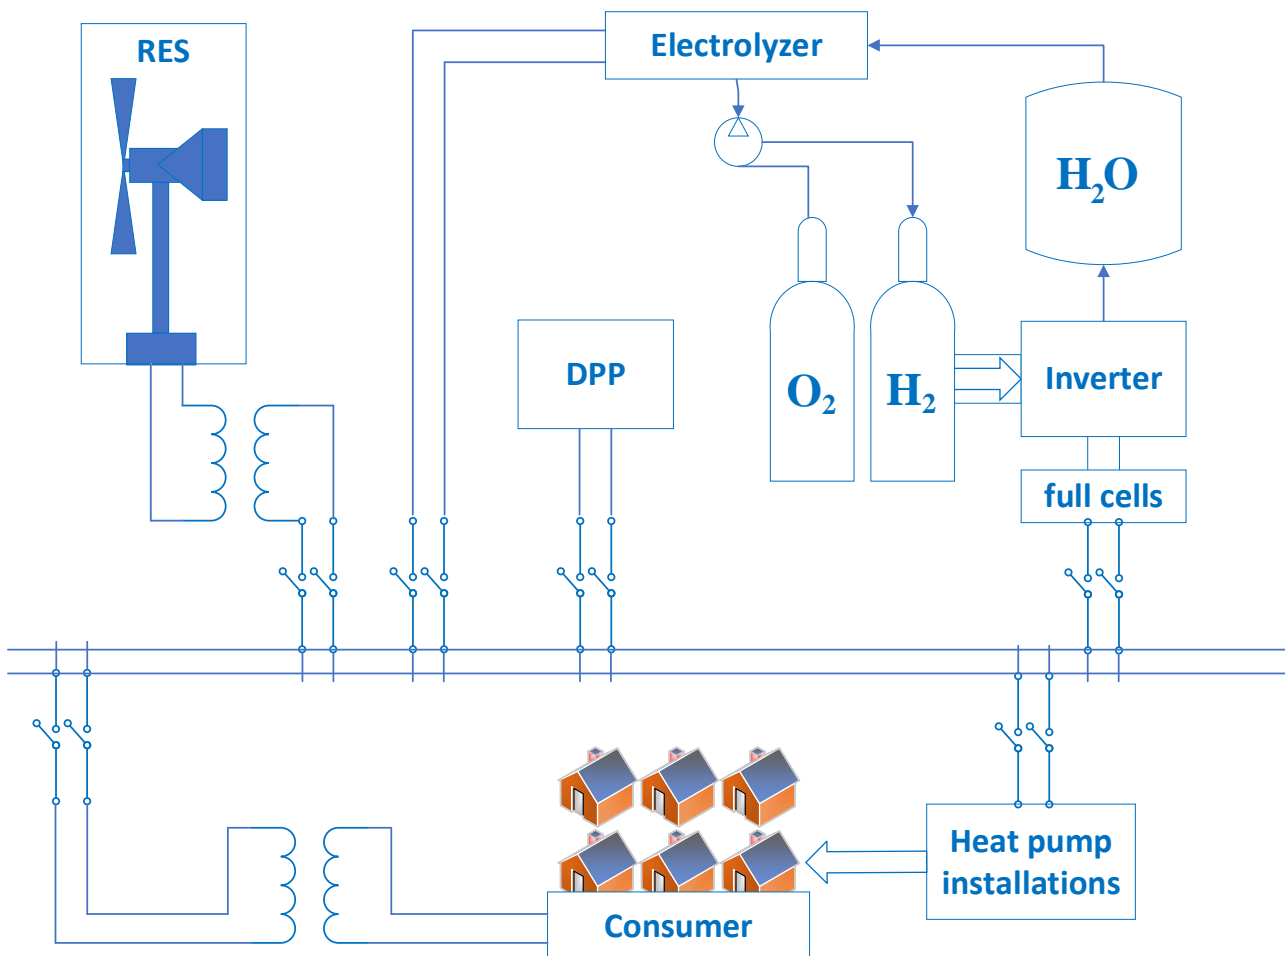 RES
Electrolyzer
H₂O
DPP
O₂
H₂
Inverter
full cells
Heat pump
installations
Consumer